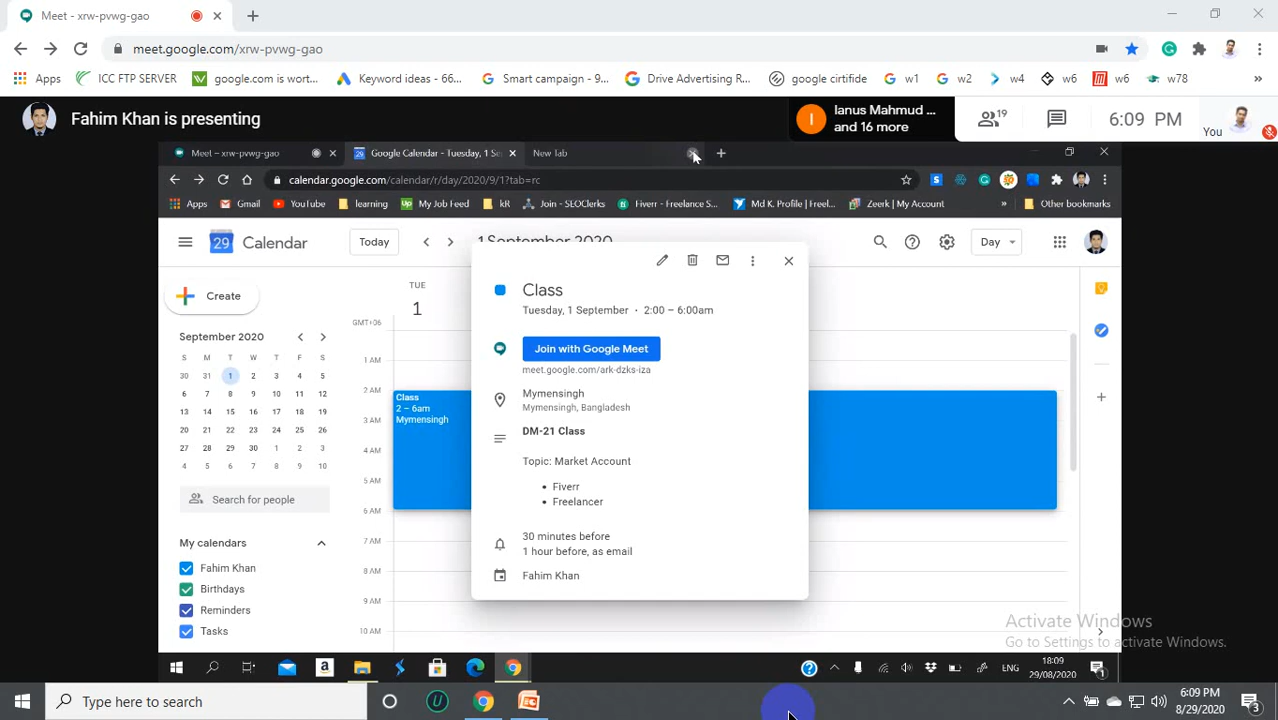 Meet - xrw-pvwg-gao
meet.google.com/xrw-pvwg-gao
Apps ICC FTP SERVER google.com is wort... Keyword ideas - 66... Smart campaign - 9... Drive Advertising R... google cirtifide w1 w2 w4 w6 w6 w78 »
Fahim Khan is presenting
Ianus Mahmud ...
and 16 more
19
6:09 PM
You
Meet – xrw-pvwg-gao Google Calendar - Tuesday, 1 Se New Tab
calendar.google.com/calendar/r/day/2020/9/1?tab=rc
Apps Gmail YouTube learning kR Up My Job Feed Join - SEOClerks Fiverr - Freelance S... Md K. Profile | Freel... Zeerk | My Account » Other bookmarks
29 Calendar Today 1 September 2020 Day
Create
TUE
1
GMT+06
September 2020
S M T W T F S
30 31 1 2 3 4 5
6 7 8 9 10 11 12
13 14 15 16 17 18 19
20 21 22 23 24 25 26
27 28 29 30 1 2 3
4 5 6 7 8 9 10
Search for people
My calendars
Fahim Khan
Birthdays
Reminders
Tasks
1 AM
2 AM
3 AM
4 AM
5 AM
6 AM
7 AM
8 AM
9 AM
10 AM
Class
2 – 6am
Mymensingh
Class
Tuesday, 1 September · 2:00 – 6:00am
Join with Google Meet
meet.google.com/ark-dzks-iza
Mymensingh
Mymensingh, Bangladesh
DM-21 Class
Topic: Market Account
• Fiverr
• Freelancer
30 minutes before
1 hour before, as email
Fahim Khan
Activate Windows
Go to Settings to activate Windows.
ENG
18:09
29/08/2020
1
Type here to search
6:09 PM
8/29/2020
3